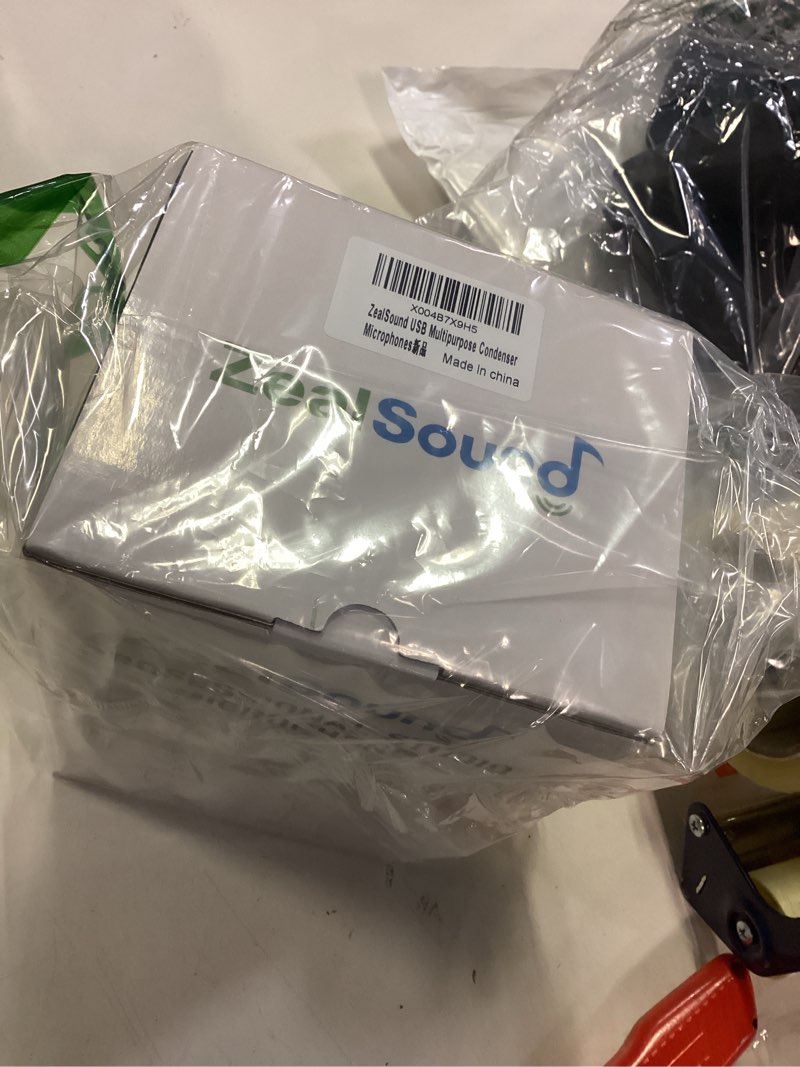 X004B7X9H5
ZealSound USB Multipurpose Condenser
Microphones新品 Made In china
ZealSound